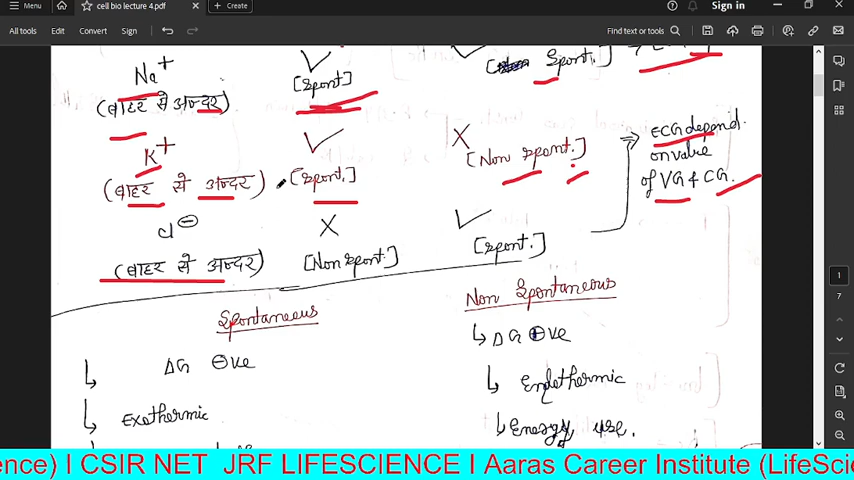 Menu
cell bio lecture 4.pdf
Create
Sign in
All tools Edit Convert Sign
Find text or tools
Na+
[Spont]
Spont.]
(बाहर से अन्दर)
K+
[Non spont.]
ECG depend
on value
of VG & CG.
(बाहर से अन्दर)
[Spont.]
Cl⊖
[Spont.]
(बाहर से अन्दर)
[Non spont.]
Spontaneous
Non Spontaneous
ΔG ⊖ve
ΔG ⊕ve
Exothermic
Endothermic
Energy use.
1
7
ence) I CSIR NET JRF LIFESCIENCE I Aaras Career Institute (LifeScie